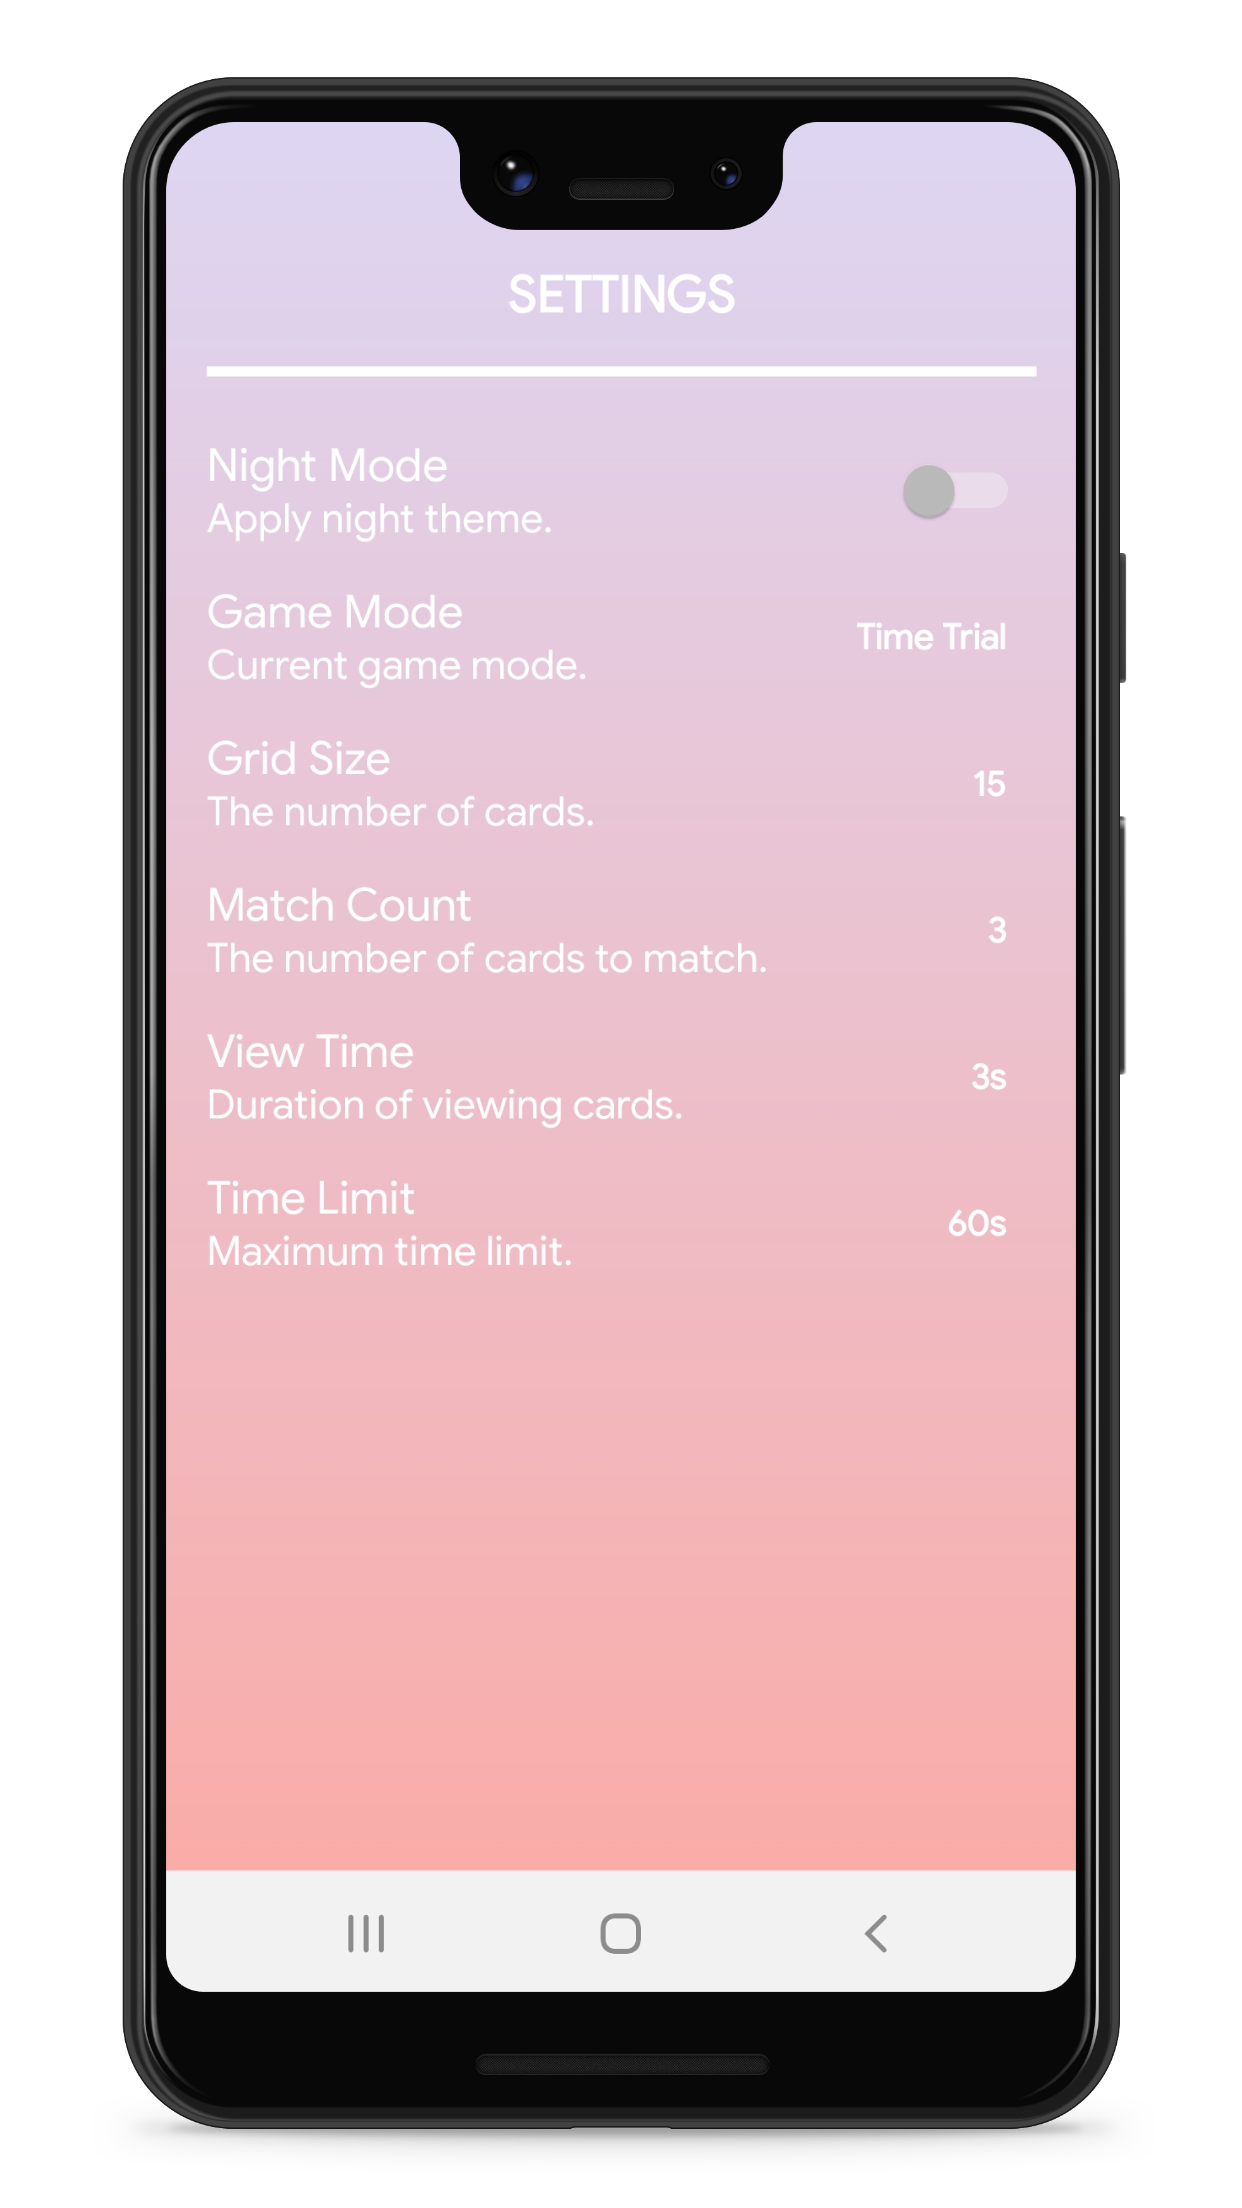 SETTINGS
Night Mode
Apply night theme.
Game Mode
Current game mode.
Time Trial
Grid Size
The number of cards.
15
Match Count
The number of cards to match.
3
View Time
Duration of viewing cards.
3s
Time Limit
Maximum time limit.
60s